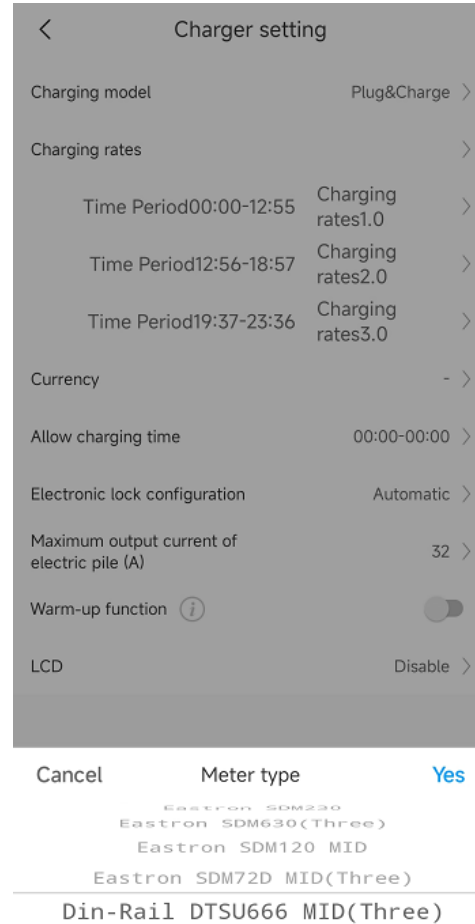 Charger setting
Charging model Plug&Charge
Charging rates
Time Period00:00-12:55 Charging rates1.0
Time Period12:56-18:57 Charging rates2.0
Time Period19:37-23:36 Charging rates3.0
Currency -
Allow charging time 00:00-00:00
Electronic lock configuration Automatic
Maximum output current of
electric pile (A) 32
Warm-up function i
LCD Disable
Cancel Meter type Yes
Eastron SDM230
Eastron SDM630(Three)
Eastron SDM120 MID
Eastron SDM72D MID(Three)
Din-Rail DTSU666 MID(Three)